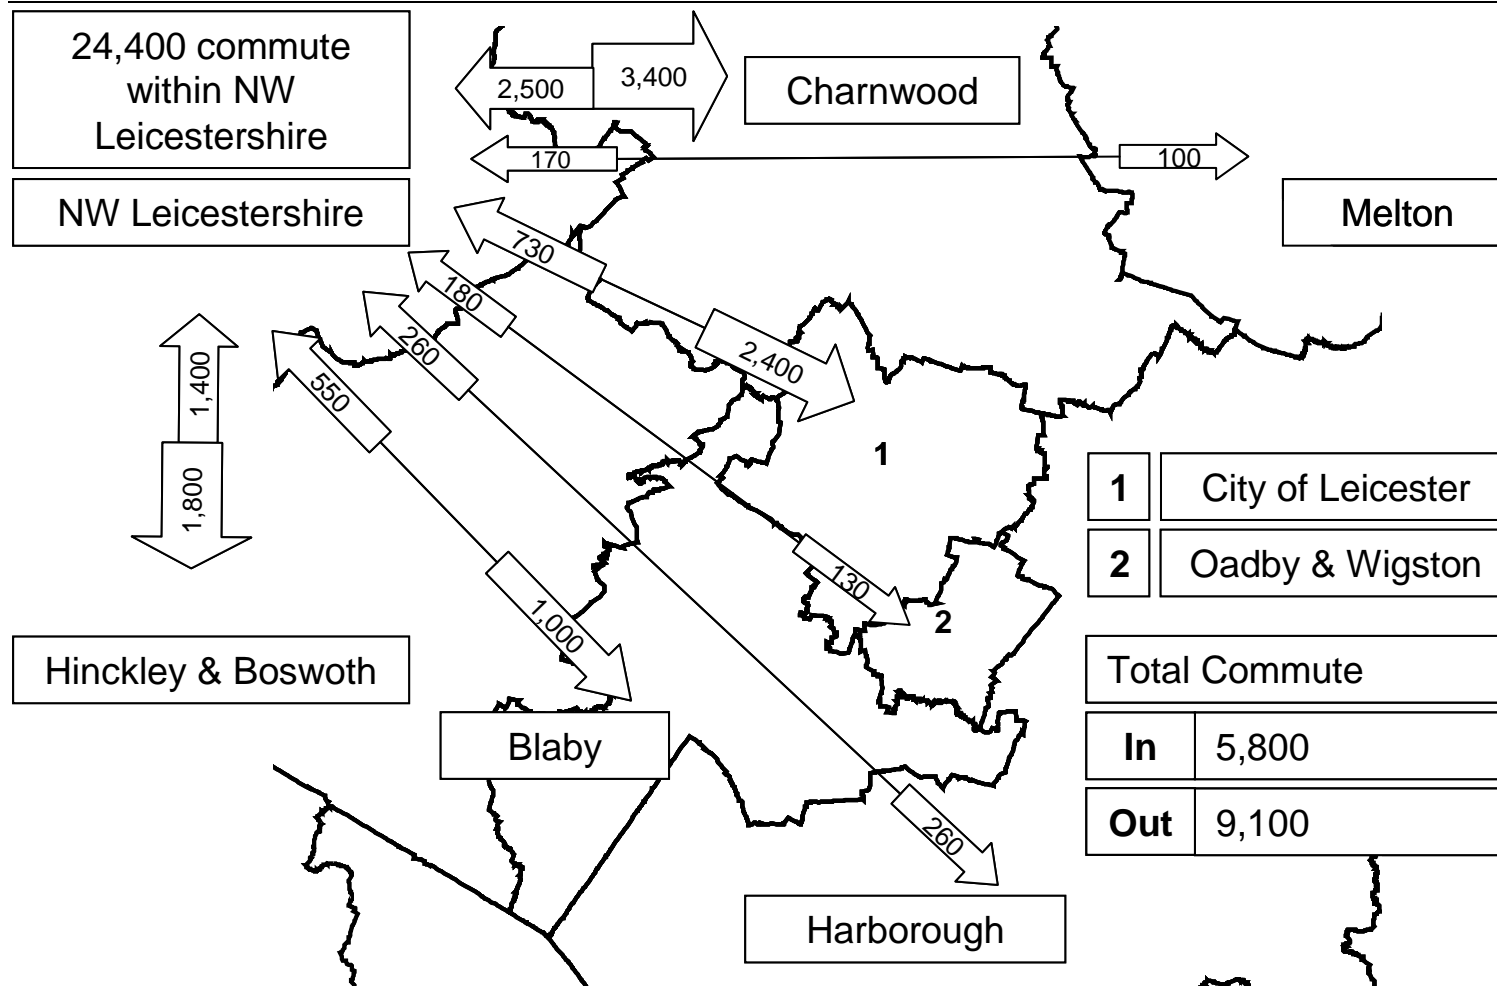 24,400 commute
within NW
Leicestershire
2,500
3,400
Charnwood
170
100
NW Leicestershire
Melton
730
180
260
550
2,400
1,400
1,800
1
1
City of Leicester
2
Oadby & Wigston
130
2
1,000
Hinckley & Boswoth
Total Commute
Blaby
In
5,800
Out
9,100
260
Harborough